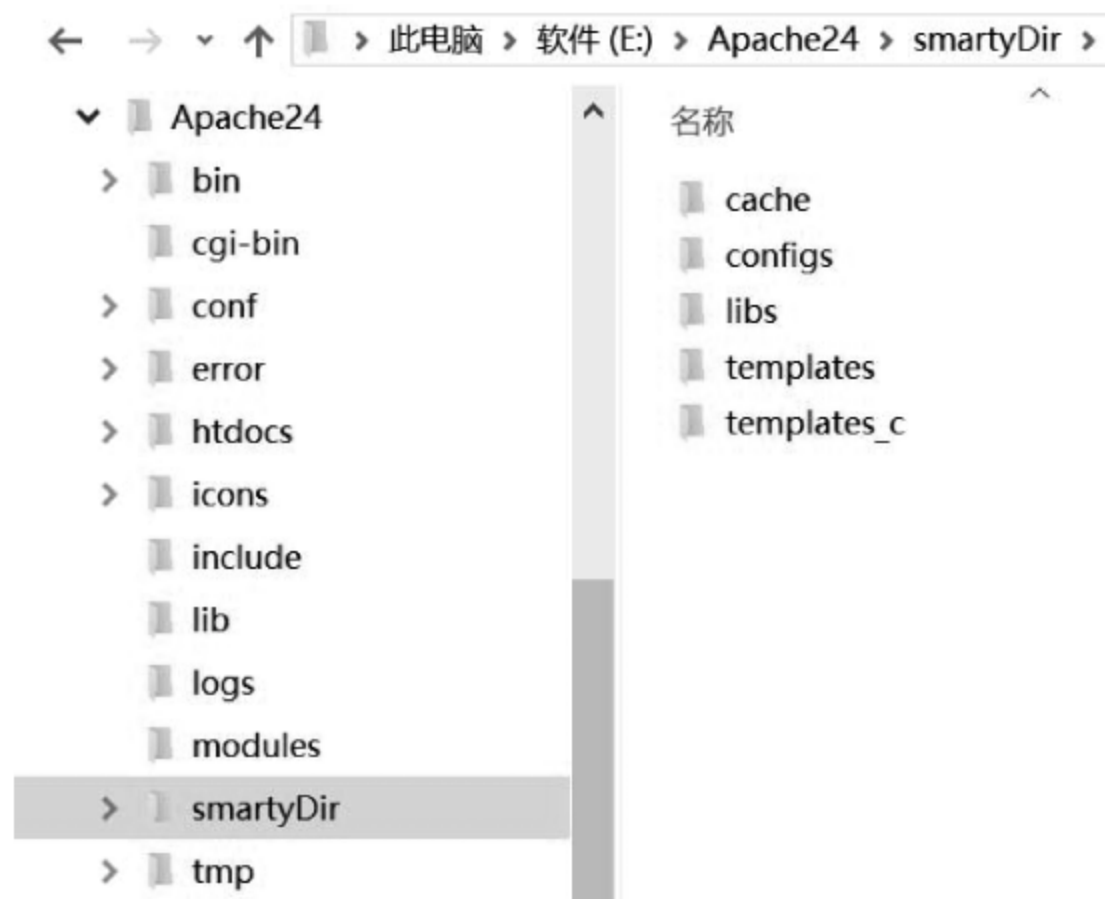 此电脑 > 软件 (E:) > Apache24 > smartyDir >
Apache24
bin
cgi-bin
conf
error
htdocs
icons
include
lib
logs
modules
smartyDir
tmp
名称
cache
configs
libs
templates
templates_c